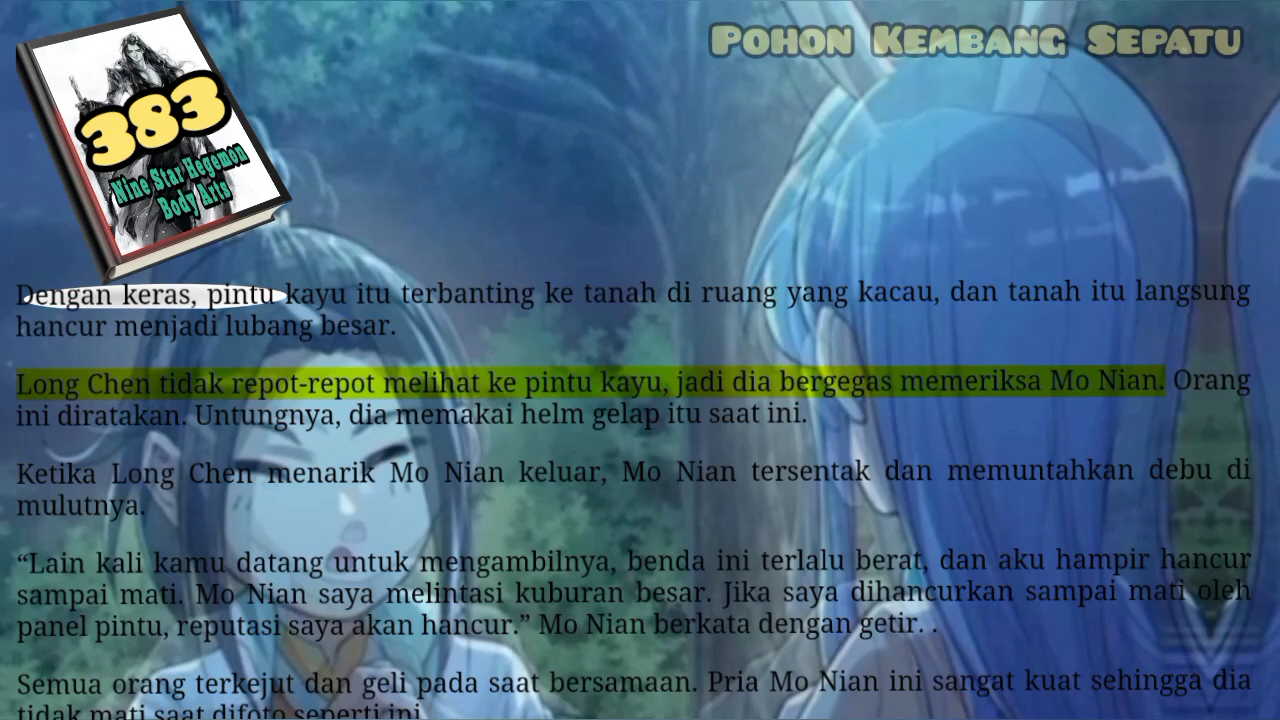 Pohon Kembang Sepatu
383
Nine Star Hegemon
Body Arts
Dengan keras, pintu kayu itu terbanting ke tanah di ruang yang kacau, dan tanah itu langsung
hancur menjadi lubang besar.
Long Chen tidak repot-repot melihat ke pintu kayu, jadi dia bergegas memeriksa Mo Nian. Orang
ini diratakan. Untungnya, dia memakai helm gelap itu saat ini.
Ketika Long Chen menarik Mo Nian keluar, Mo Nian tersentak dan memuntahkan debu di
mulutnya.
“Lain kali kamu datang untuk mengambilnya, benda ini terlalu berat, dan aku hampir hancur
sampai mati. Mo Nian saya melintasi kuburan besar. Jika saya dihancurkan sampai mati oleh
panel pintu, reputasi saya akan hancur.” Mo Nian berkata dengan getir. .
Semua orang terkejut dan geli pada saat bersamaan. Pria Mo Nian ini sangat kuat sehingga dia
tidak mati saat difoto seperti ini